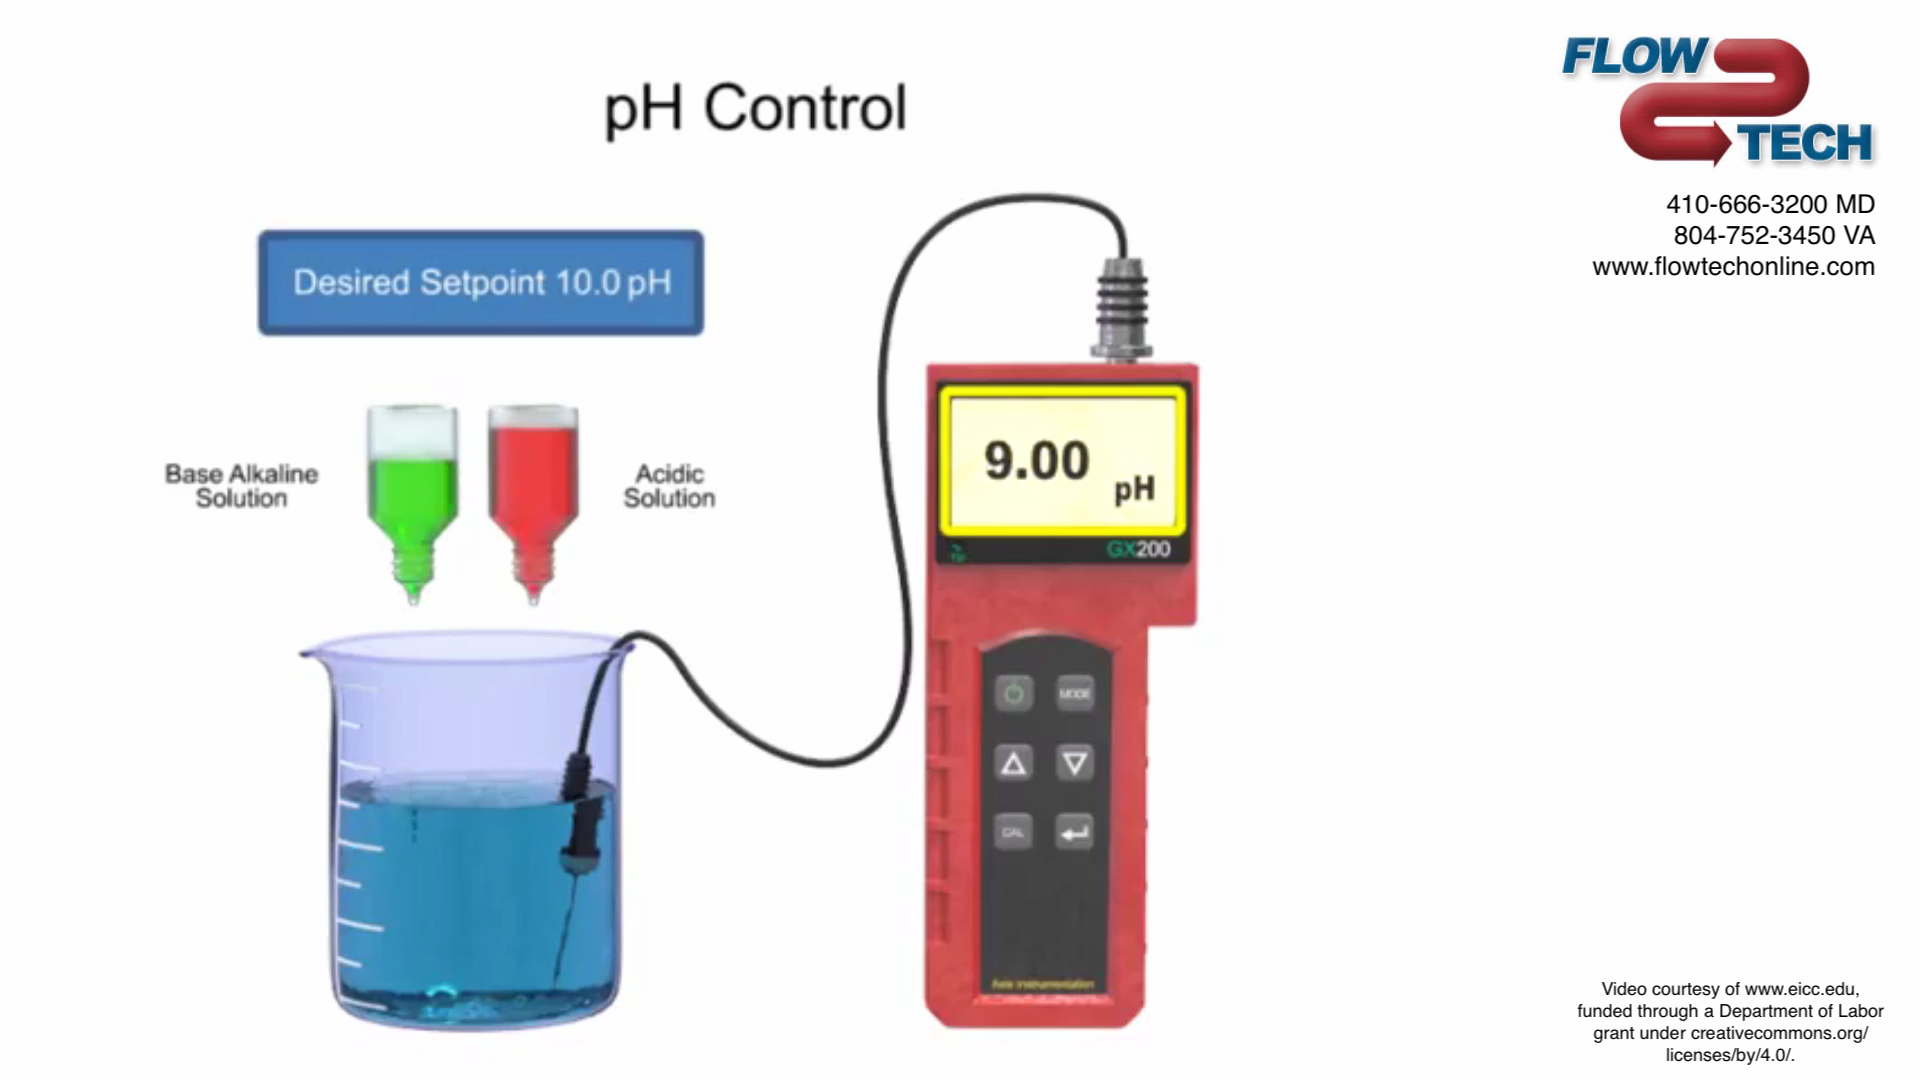 pH Control
FLOW
TECH
410-666-3200 MD
804-752-3450 VA
www.flowtechonline.com
Desired Setpoint 10.0 pH
Base Alkaline
Solution
Acidic
Solution
9.00
pH
GX200
MODE
CAL
Axis Instrumentation
Video courtesy of www.eicc.edu,
funded through a Department of Labor
grant under creativecommons.org/
licenses/by/4.0/.